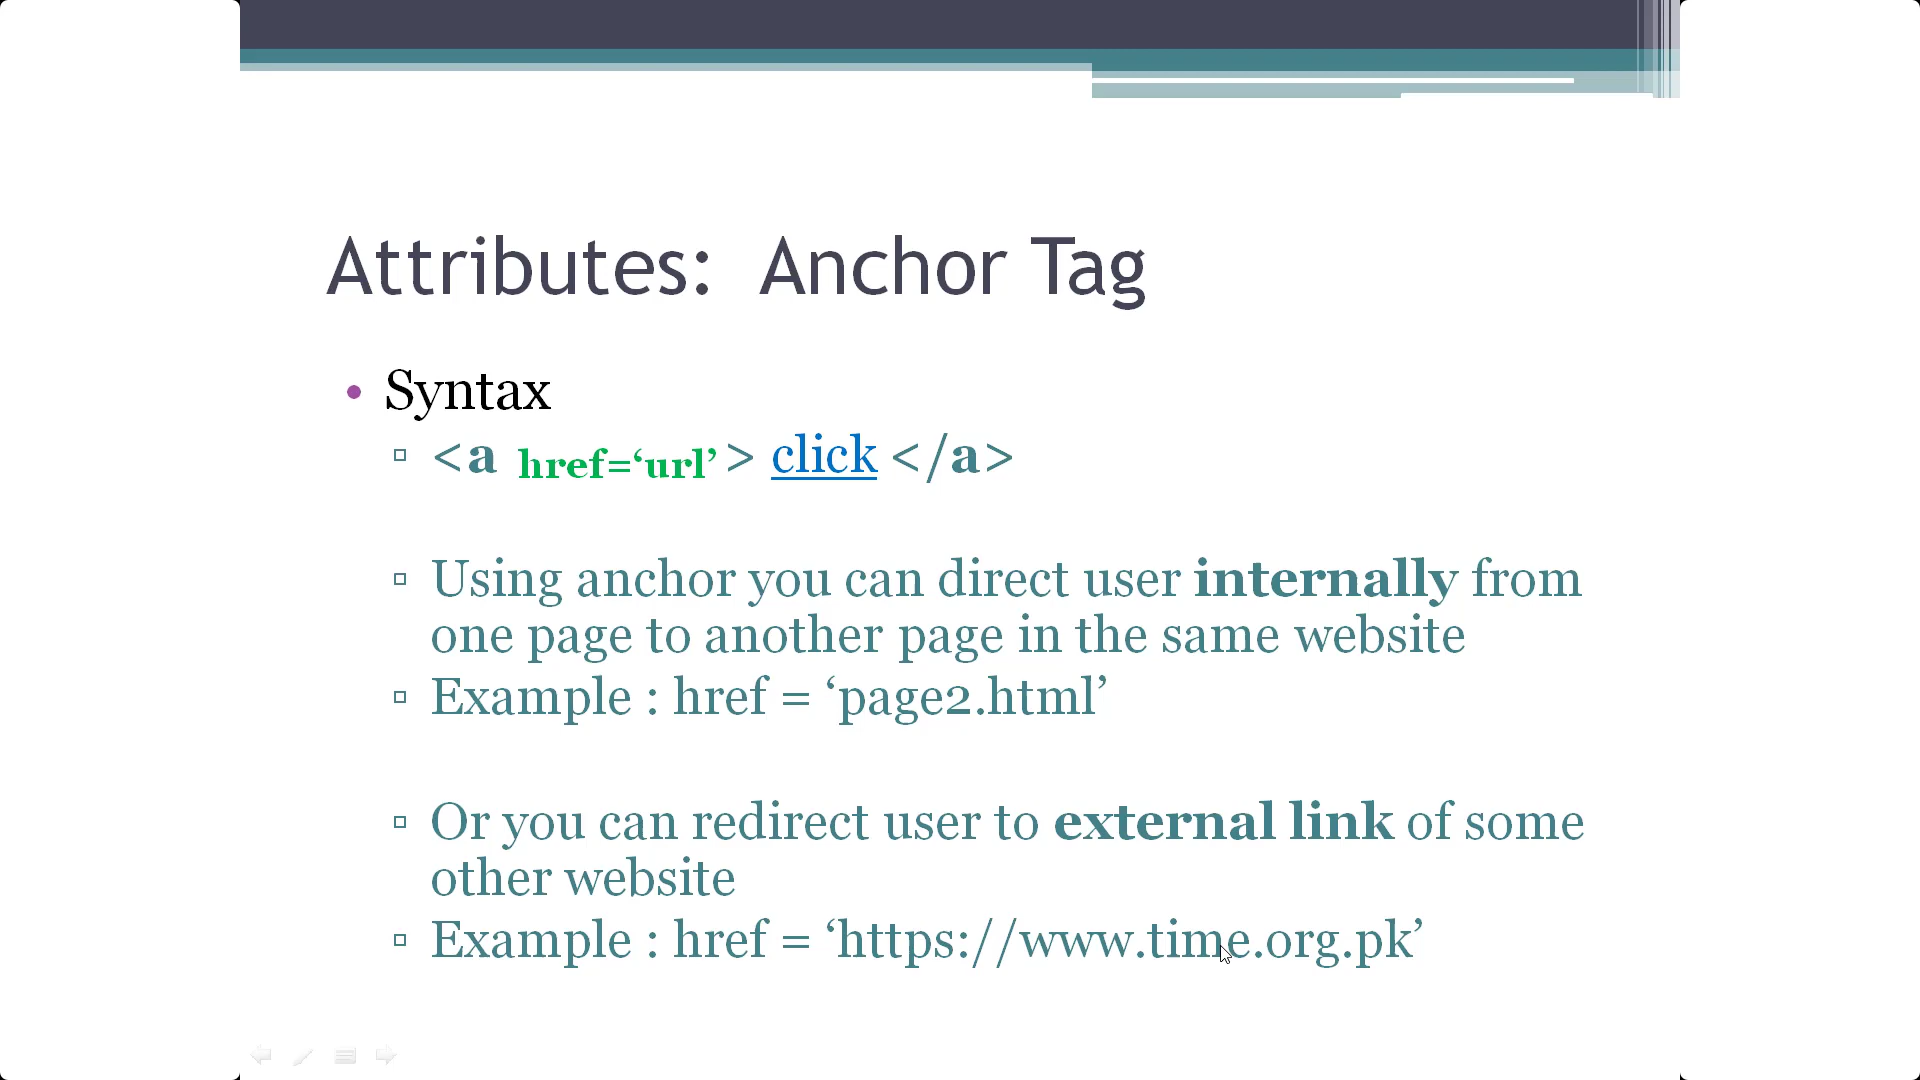 Attributes: Anchor Tag
• Syntax
▫ <a href=‘url’ > click </a>
▫ Using anchor you can direct user internally from
one page to another page in the same website
▫ Example : href = ‘page2.html’
▫ Or you can redirect user to external link of some
other website
▫ Example : href = ‘https://www.time.org.pk’